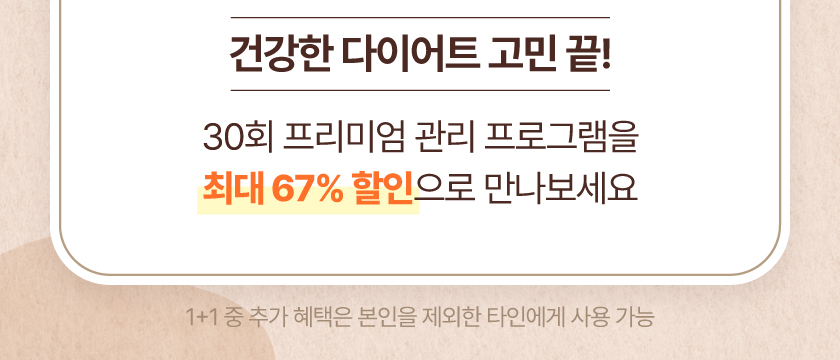 건강한 다이어트 고민 끝!
30회 프리미엄 관리 프로그램을
최대 67% 할인으로 만나보세요
1+1 중 추가 혜택은 본인을 제외한 타인에게 사용 가능